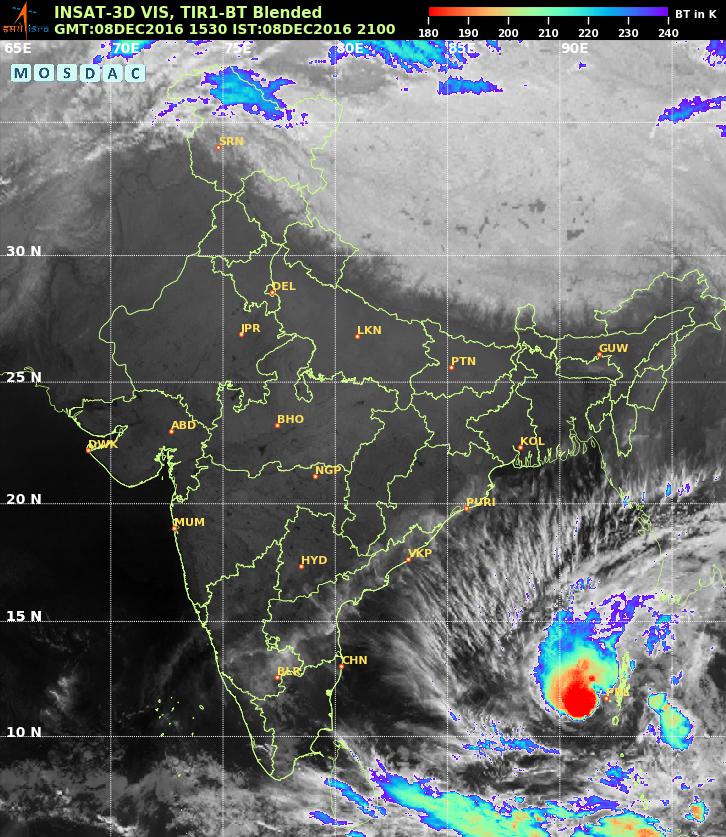 INSAT-3D VIS, TIR1-BT Blended
GMT:08DEC2016 1530 IST:08DEC2016 2100
BT in K
180 190 200 210 220 230 240
65E 70E 75E 80E 85E 90E
MOSDAC
SRN
30 N
DEL
JPR LKN
GUW
PTN
25 N
ABD BHO
DWK KOL
NGP
20 N PURI
MUM
HYD VKP
15 N
BLR CHN
10 N